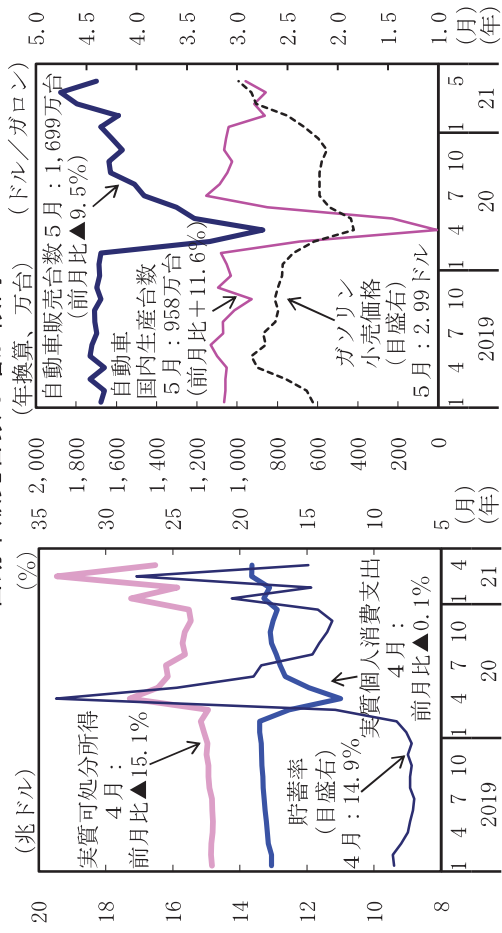 (兆ドル) (%)
20 35
18 30
16 25
14 20
12 15
10 10
8 5
実質可処分所得
4月：
前月比▲15.1%
貯蓄率
(目盛右)
4月：14.9%
実質個人消費支出
4月：
前月比▲0.1%
1 4 7 10 1 4 7 10 1 4 (月)
2019 20 21 (年)
(年換算、万台) (ドル／ガロン)
2,000 5.0
1,800 4.5
1,600 4.0
1,400 3.5
1,200
1,000 3.0
800 2.5
600 2.0
400 1.5
200
0 1.0
自動車販売台数5月：1,699万台
(前月比▲9.5%)
自動車
国内生産台数
5月：958万台
(前月比＋11.6%)
ガソリン
小売価格
(目盛右)
5月：2.99ドル
1 4 7 10 1 4 7 10 1 5 (月)
2019 20 21 (年)